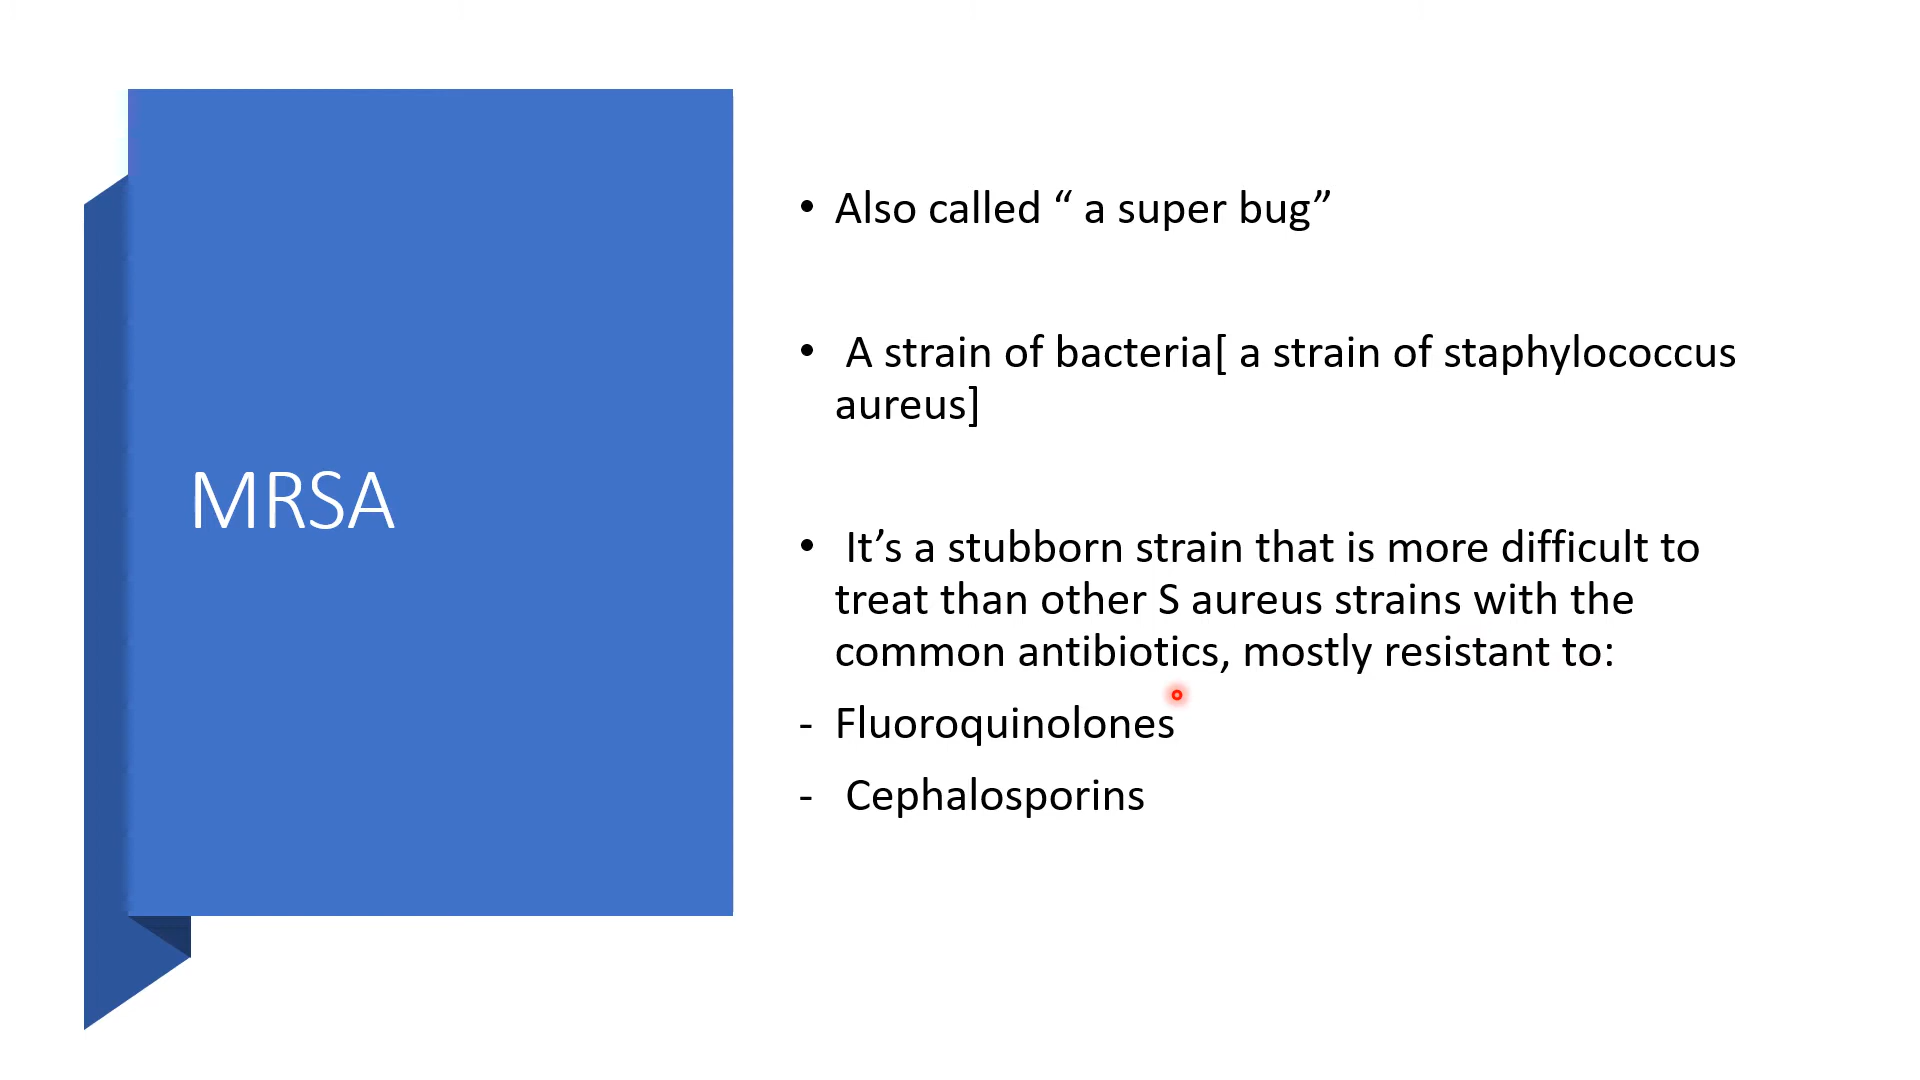 MRSA
• Also called “ a super bug”
• A strain of bacteria[ a strain of staphylococcus
aureus]
• It’s a stubborn strain that is more difficult to
treat than other S aureus strains with the
common antibiotics, mostly resistant to:
- Fluoroquinolones
- Cephalosporins